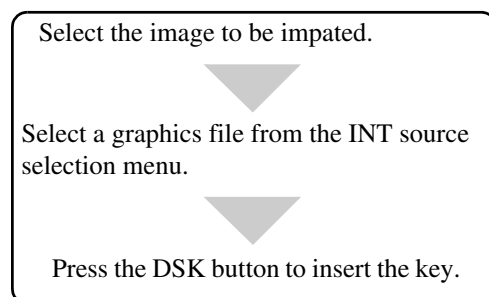 Select the image to be impated.
Select a graphics file from the INT source
selection menu.
Press the DSK button to insert the key.